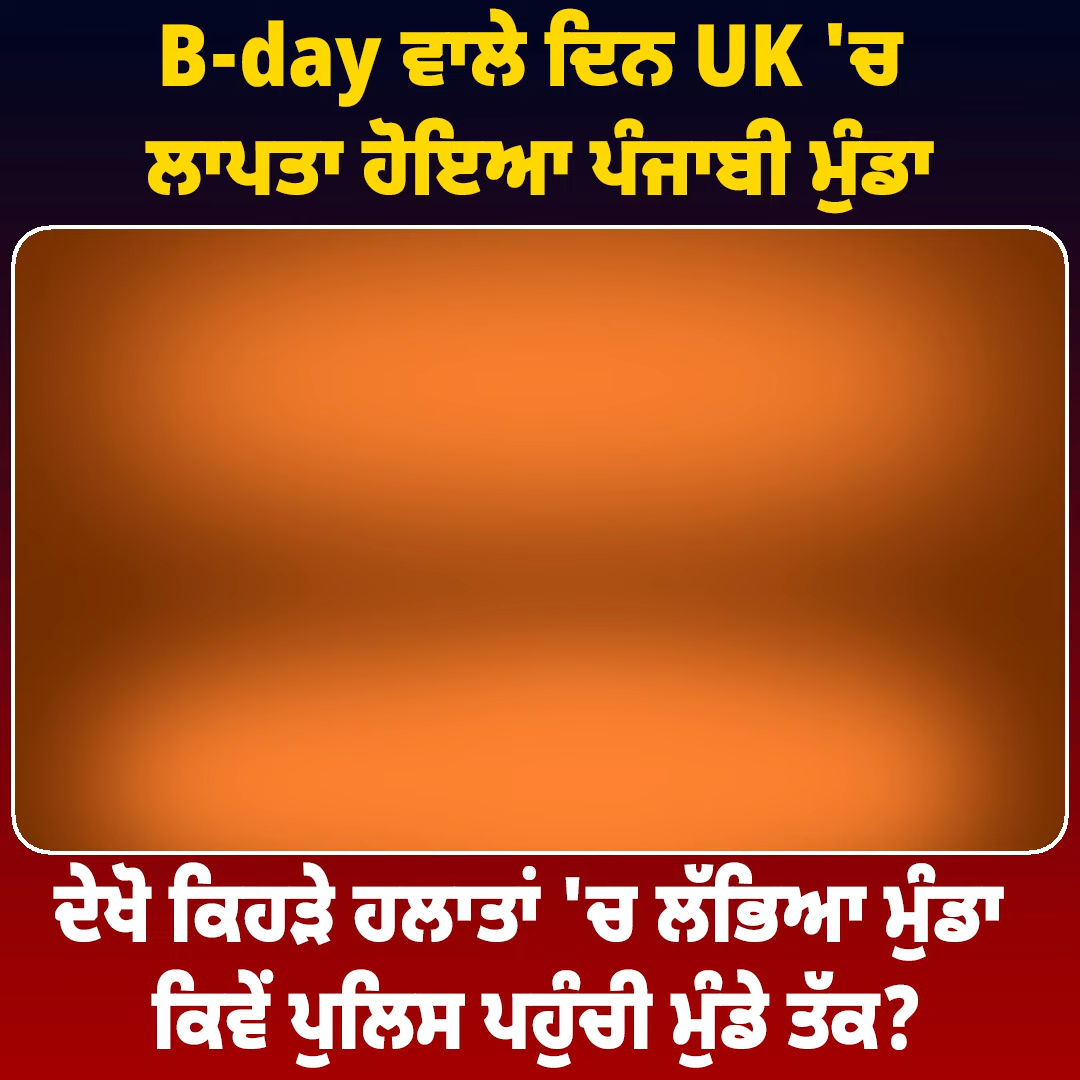 B-day ਵਾਲੇ ਦਿਨ UK 'ਚ
ਲਾਪਤਾ ਹੋਇਆ ਪੰਜਾਬੀ ਮੁੰਡਾ
ਦੇਖੋ ਕਿਹੜੇ ਹਲਾਤਾਂ 'ਚ ਲੱਭਿਆ ਮੁੰਡਾ
ਕਿਵੇਂ ਪੁਲਿਸ ਪਹੁੰਚੀ ਮੁੰਡੇ ਤੱਕ?